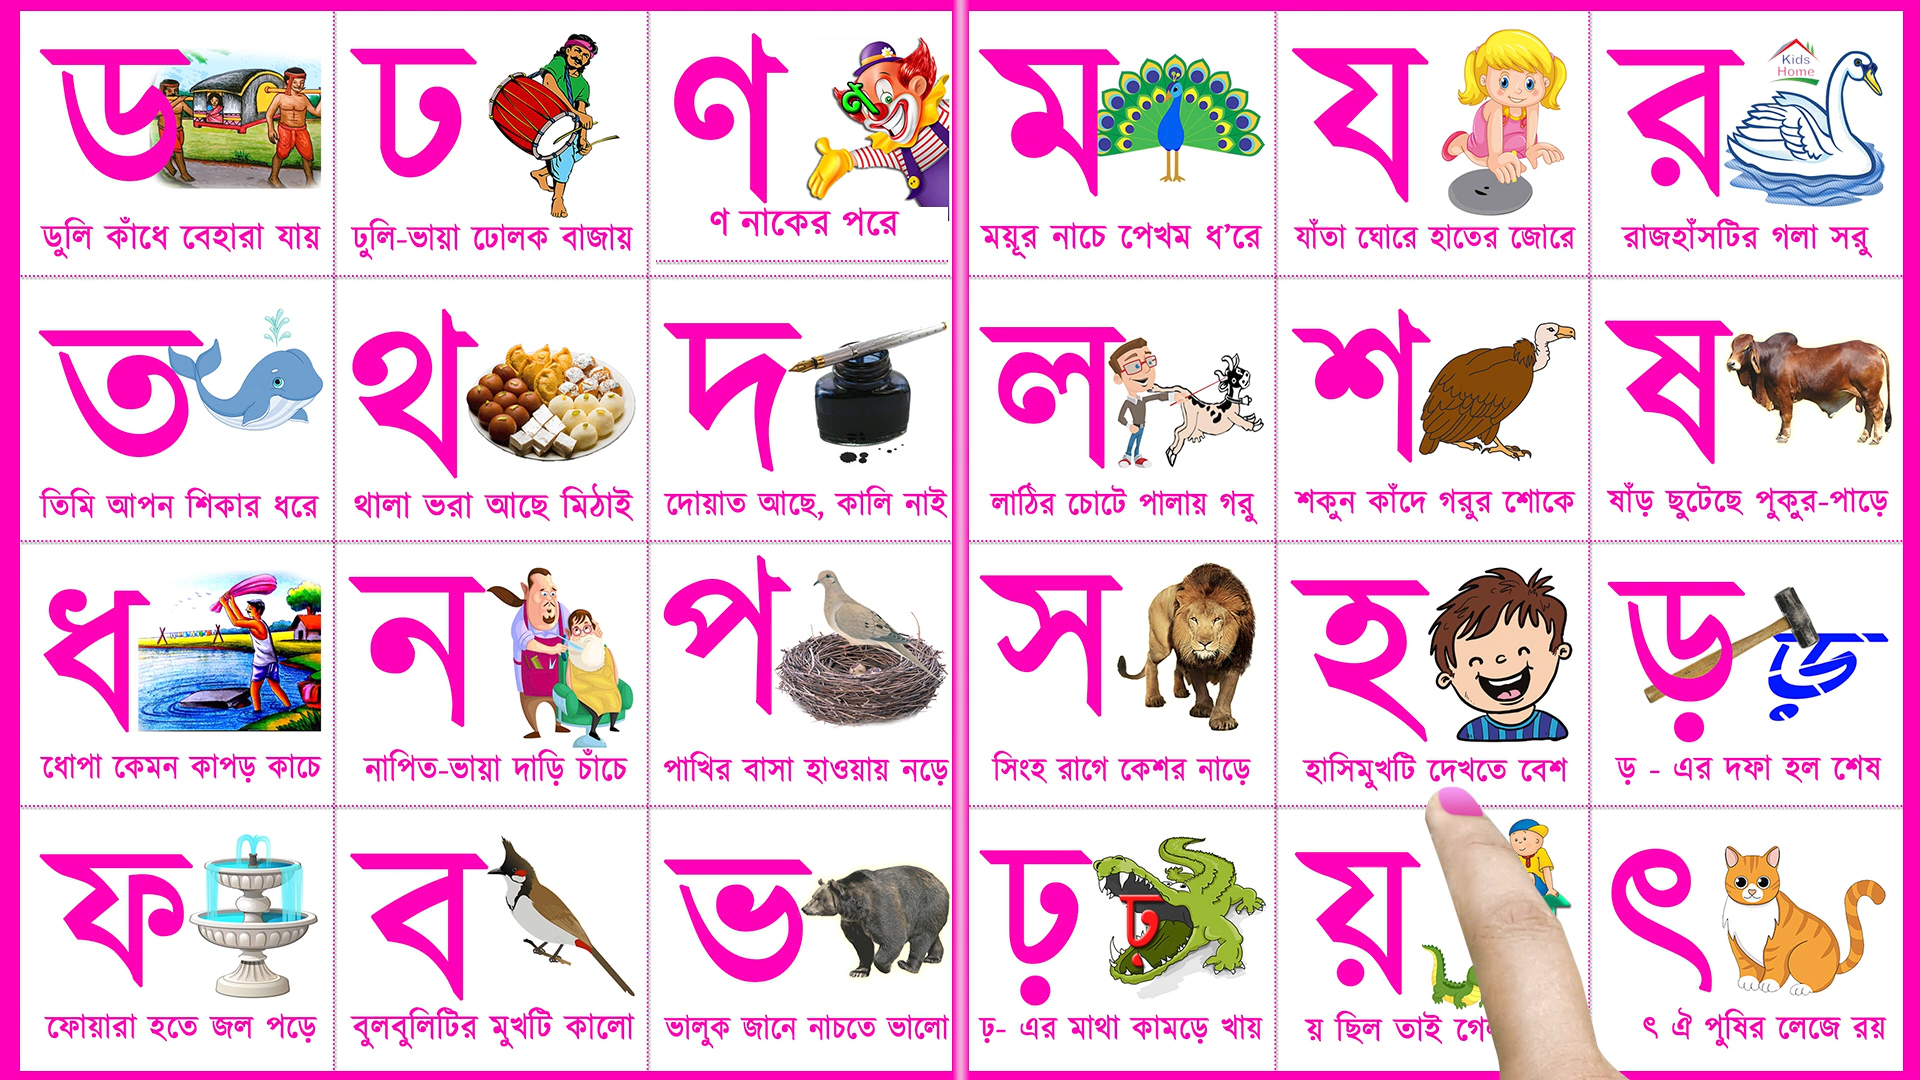 ড
ডুলি কাঁধে বেহারা যায়
ঢ
ঢুলি-ভায়া ঢোলক বাজায়
ণ
ণ
ণ নাকের পরে
ত
তিমি আপন শিকার ধরে
থ
থালা ভরা আছে মিঠাই
দ
দোয়াত আছে, কালি নাই
ধ
ধোপা কেমন কাপড় কাচে
ন
নাপিত-ভায়া দাড়ি চাঁচে
প
পাখির বাসা হাওয়ায় নড়ে
ফ
ফোয়ারা হতে জল পড়ে
ব
বুলবুলিটির মুখটি কালো
ভ
ভালুক জানে নাচতে ভালো
ম
ময়ূর নাচে পেখম ধ'রে
য
যাঁতা ঘোরে হাতের জোরে
র
Kids
Home
রাজহাঁসটির গলা সরু
ল
লাঠির চোটে পালায় গরু
শ
শকুন কাঁদে গরুর শোকে
ষ
ষাঁড় ছুটেছে পুকুর-পাড়ে
স
সিংহ রাগে কেশর নাড়ে
হ
হাসিমুখটি দেখতে বেশ
ড়
ড়
ড় - এর দফা হল শেষ
ঢ়
ঢ়
ঢ়- এর মাথা কামড়ে খায়
য়
য় ছিল তাই
ৎ
ৎ ঐ পুষির লেজে রয়